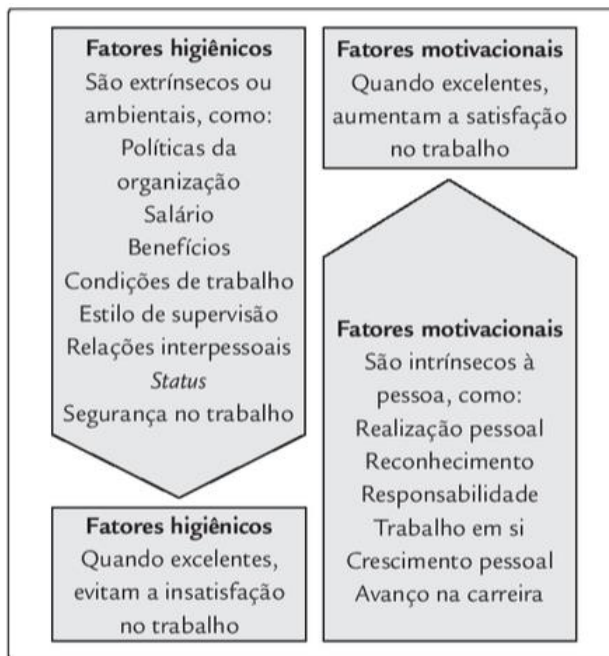 Fatores higiênicos
São extrínsecos ou
ambientais, como:
Políticas da
organização
Salário
Benefícios
Condições de trabalho
Estilo de supervisão
Relações interpessoais
Status
Segurança no trabalho
Fatores higiênicos
Quando excelentes,
evitam a insatisfação
no trabalho
Fatores motivacionais
Quando excelentes,
aumentam a satisfação
no trabalho
Fatores motivacionais
São intrínsecos à
pessoa, como:
Realização pessoal
Reconhecimento
Responsabilidade
Trabalho em si
Crescimento pessoal
Avanço na carreira